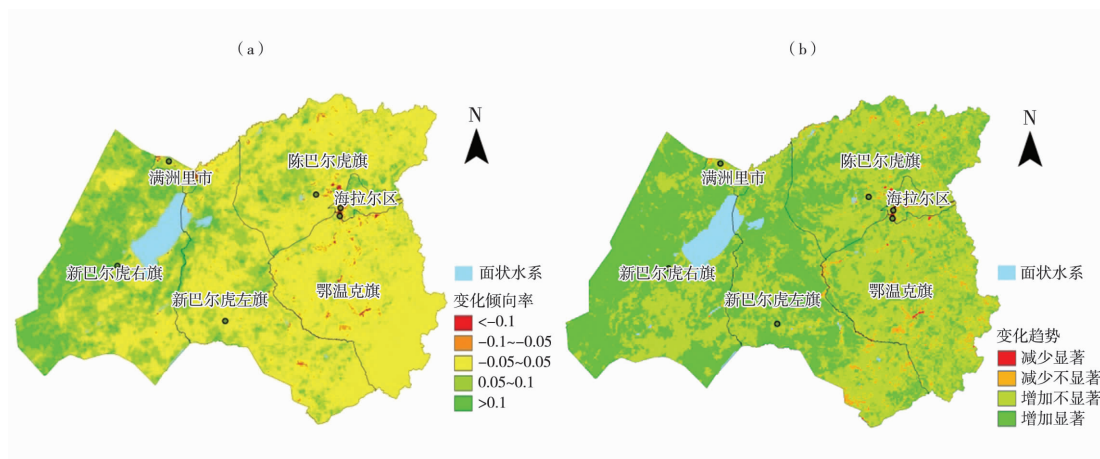 （a）
N
陈巴尔虎旗
满洲里市
海拉尔区
新巴尔虎右旗
新巴尔虎左旗
鄂温克旗
面状水系
变化倾向率
<-0.1
-0.1~-0.05
-0.05~0.05
0.05~0.1
>0.1
（b）
N
陈巴尔虎旗
满洲里市
海拉尔区
新巴尔虎右旗
新巴尔虎左旗
鄂温克旗
面状水系
变化趋势
减少显著
减少不显著
增加不显著
增加显著